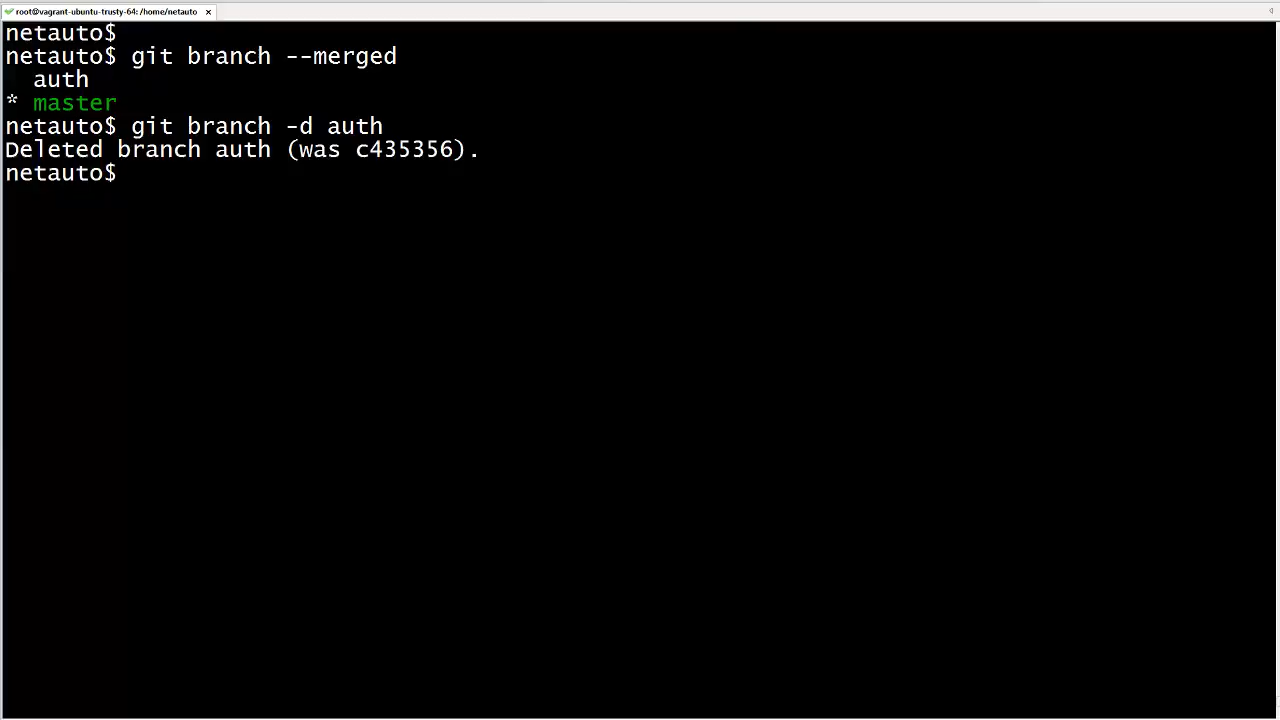 root@vagrant-ubuntu-trusty-64: /home/netauto
netauto$
netauto$ git branch --merged
auth
* master
netauto$ git branch -d auth
Deleted branch auth (was c435356).
netauto$